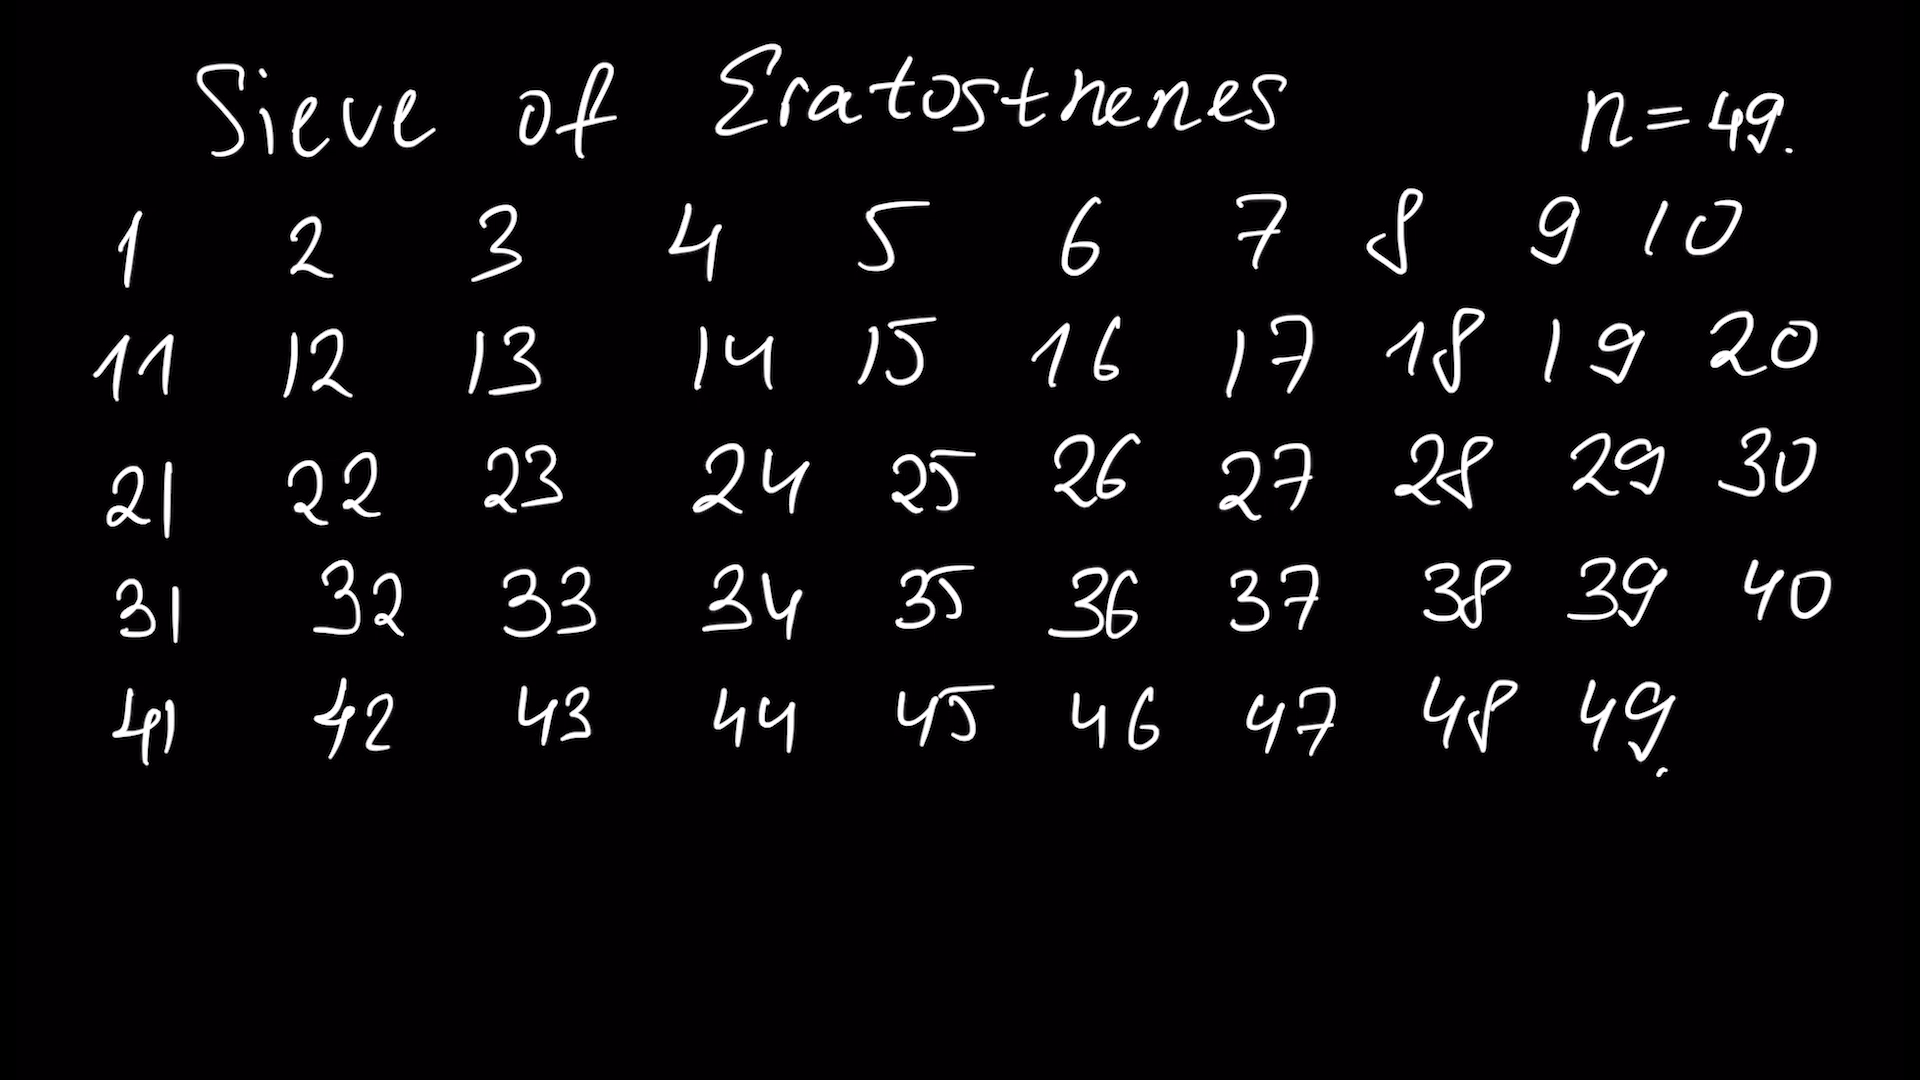 Sieve of Eratosthenes n=49.
1 2 3 4 5 6 7 8 9 10
11 12 13 14 15 16 17 18 19 20
21 22 23 24 25 26 27 28 29 30
31 32 33 34 35 36 37 38 39 40
41 42 43 44 45 46 47 48 49.